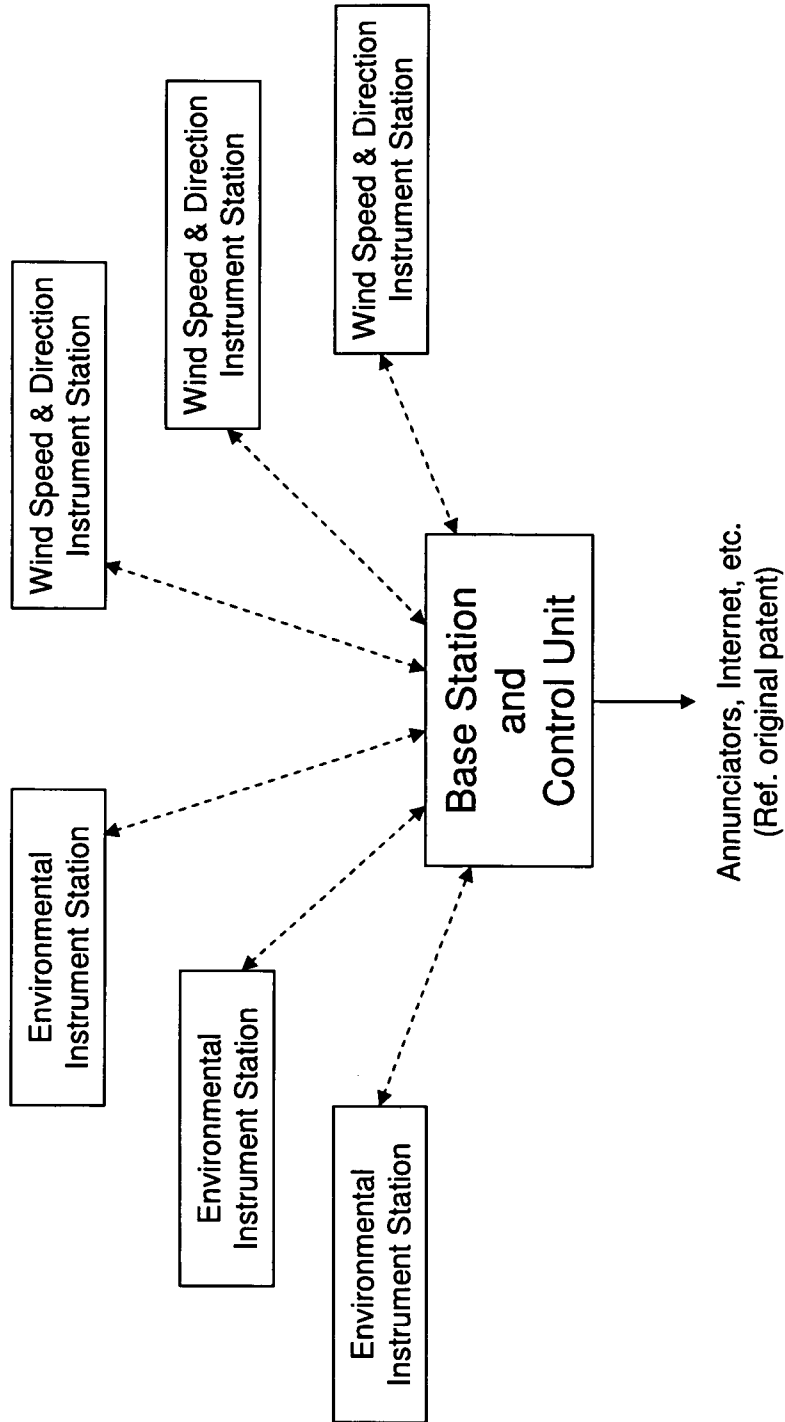 Environmental
Instrument Station
Environmental
Instrument Station
Environmental
Instrument Station
Wind Speed & Direction
Instrument Station
Wind Speed & Direction
Instrument Station
Wind Speed & Direction
Instrument Station
Base Station
and
Control Unit
Annunciators, Internet, etc.
(Ref. original patent)